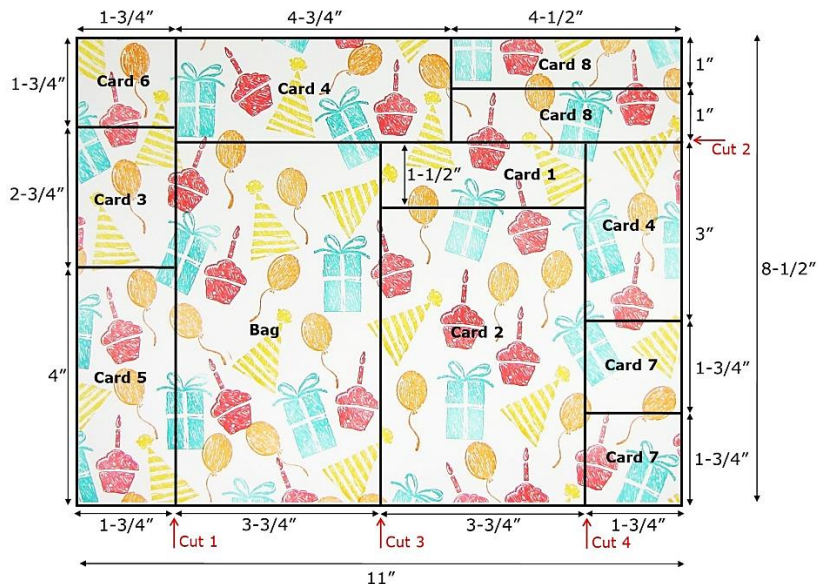 1-3/4” 4-3/4” 4-1/2”
Card 6
Card 4
Card 8
1”
1-3/4”
Card 8
1”
Cut 2
1-1/2”
Card 1
2-3/4”
Card 3
Card 4
3”
8-1/2”
Bag
Card 2
Card 7
1-3/4”
4”
Card 5
Card 7
1-3/4”
1-3/4” 3-3/4” 3-3/4” 1-3/4”
Cut 1 Cut 3 Cut 4
11”